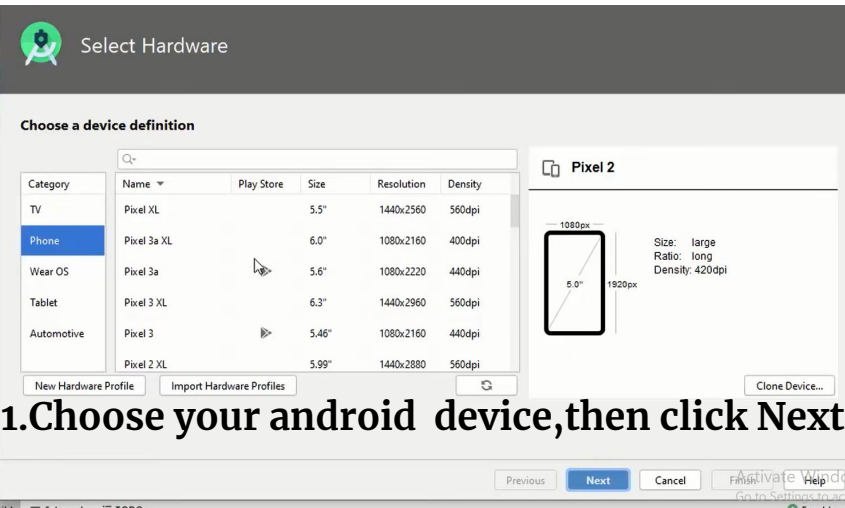 Select Hardware
Choose a device definition
Category
Name Play Store Size Resolution Density
TV
Phone
Wear OS
Tablet
Automotive
Pixel XL 5.5" 1440x2560 560dpi
Pixel 3a XL 6.0" 1080x2160 400dpi
Pixel 3a 5.6" 1080x2220 440dpi
Pixel 3 XL 6.3" 1440x2960 560dpi
Pixel 3 5.46" 1080x2160 440dpi
Pixel 2 XL 5.99" 1440x2880 560dpi
New Hardware Profile Import Hardware Profiles
Pixel 2
1080px
5.0"
1920px
Size: large
Ratio: long
Density: 420dpi
Clone Device...
1.Choose your android device,then click Next
Previous Next Cancel Finish Help
Activate
Go to Settings to